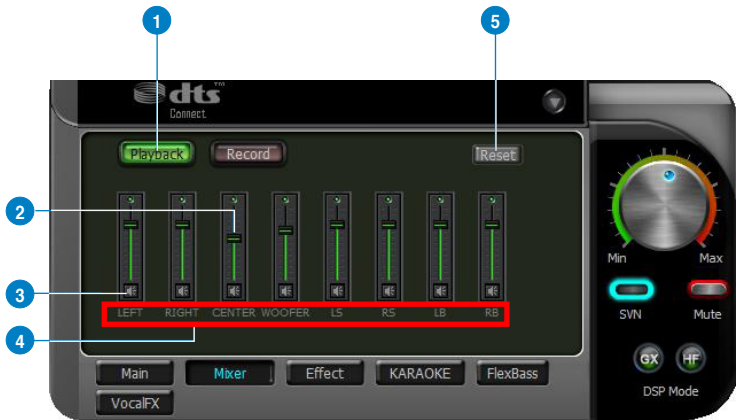 1
5
dts™
Connect
Playback
Record
Reset
2
3
LEFT RIGHT CENTER WOOFER LS RS LB RB
4
Min Max
SVN Mute
GX HF
DSP Mode
Main Mixer Effect KARAOKE FlexBass
VocalFX